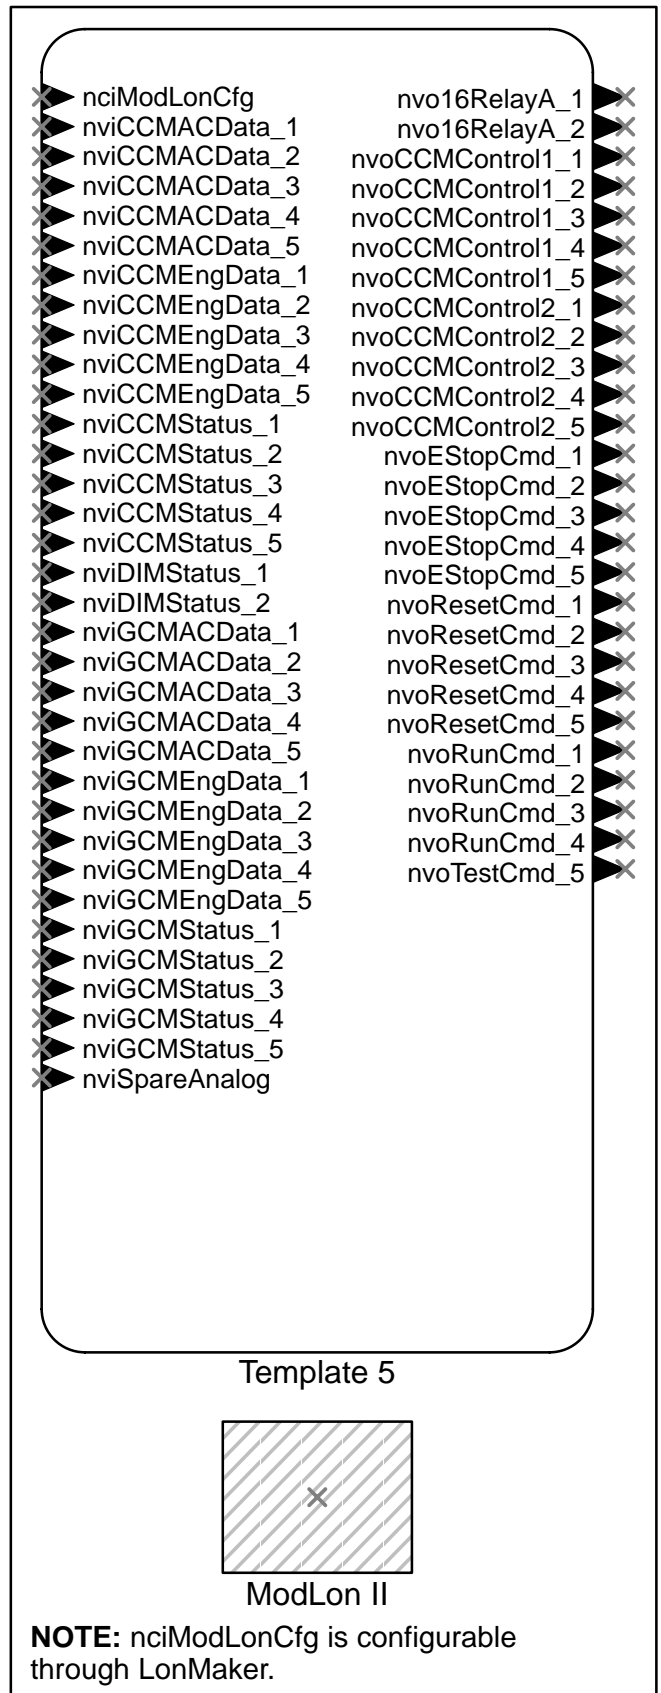 nciModLonCfg
nviCCMACData_1
nviCCMACData_2
nviCCMACData_3
nviCCMACData_4
nviCCMACData_5
nviCCMEngData_1
nviCCMEngData_2
nviCCMEngData_3
nviCCMEngData_4
nviCCMEngData_5
nviCCMStatus_1
nviCCMStatus_2
nviCCMStatus_3
nviCCMStatus_4
nviCCMStatus_5
nviDIMStatus_1
nviDIMStatus_2
nviGCMACData_1
nviGCMACData_2
nviGCMACData_3
nviGCMACData_4
nviGCMACData_5
nviGCMEngData_1
nviGCMEngData_2
nviGCMEngData_3
nviGCMEngData_4
nviGCMEngData_5
nviGCMStatus_1
nviGCMStatus_2
nviGCMStatus_3
nviGCMStatus_4
nviGCMStatus_5
nviSpareAnalog
nvo16RelayA_1
nvo16RelayA_2
nvoCCMControl1_1
nvoCCMControl1_2
nvoCCMControl1_3
nvoCCMControl1_4
nvoCCMControl1_5
nvoCCMControl2_1
nvoCCMControl2_2
nvoCCMControl2_3
nvoCCMControl2_4
nvoCCMControl2_5
nvoEStopCmd_1
nvoEStopCmd_2
nvoEStopCmd_3
nvoEStopCmd_4
nvoEStopCmd_5
nvoResetCmd_1
nvoResetCmd_2
nvoResetCmd_3
nvoResetCmd_4
nvoResetCmd_5
nvoRunCmd_1
nvoRunCmd_2
nvoRunCmd_3
nvoRunCmd_4
nvoTestCmd_5
Template 5
ModLon II
NOTE: nciModLonCfg is configurable
through LonMaker.